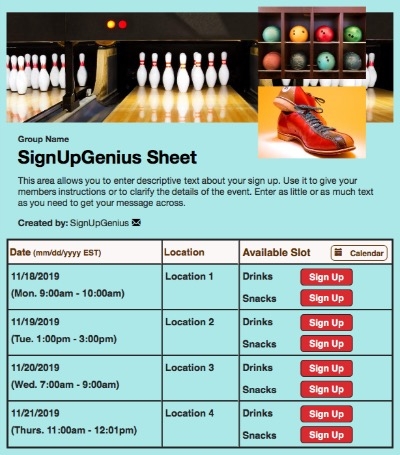 Group Name
SignUpGenius Sheet
This area allows you to enter descriptive text about your sign up. Use it to give your
members instructions or to clarify the details of the event. Enter as little or as much text
as you need to get your message across.
Created by: SignUpGenius
Date (mm/dd/yyyy EST) Location Available Slot Calendar
11/18/2019 Location 1 Drinks Sign Up
(Mon. 9:00am - 10:00am) Snacks Sign Up
11/19/2019 Location 2 Drinks Sign Up
(Tue. 1:00pm - 3:00pm) Snacks Sign Up
11/20/2019 Location 3 Drinks Sign Up
(Wed. 7:00am - 9:00am) Snacks Sign Up
11/21/2019 Location 4 Drinks Sign Up
(Thurs. 11:00am - 12:01pm) Snacks Sign Up